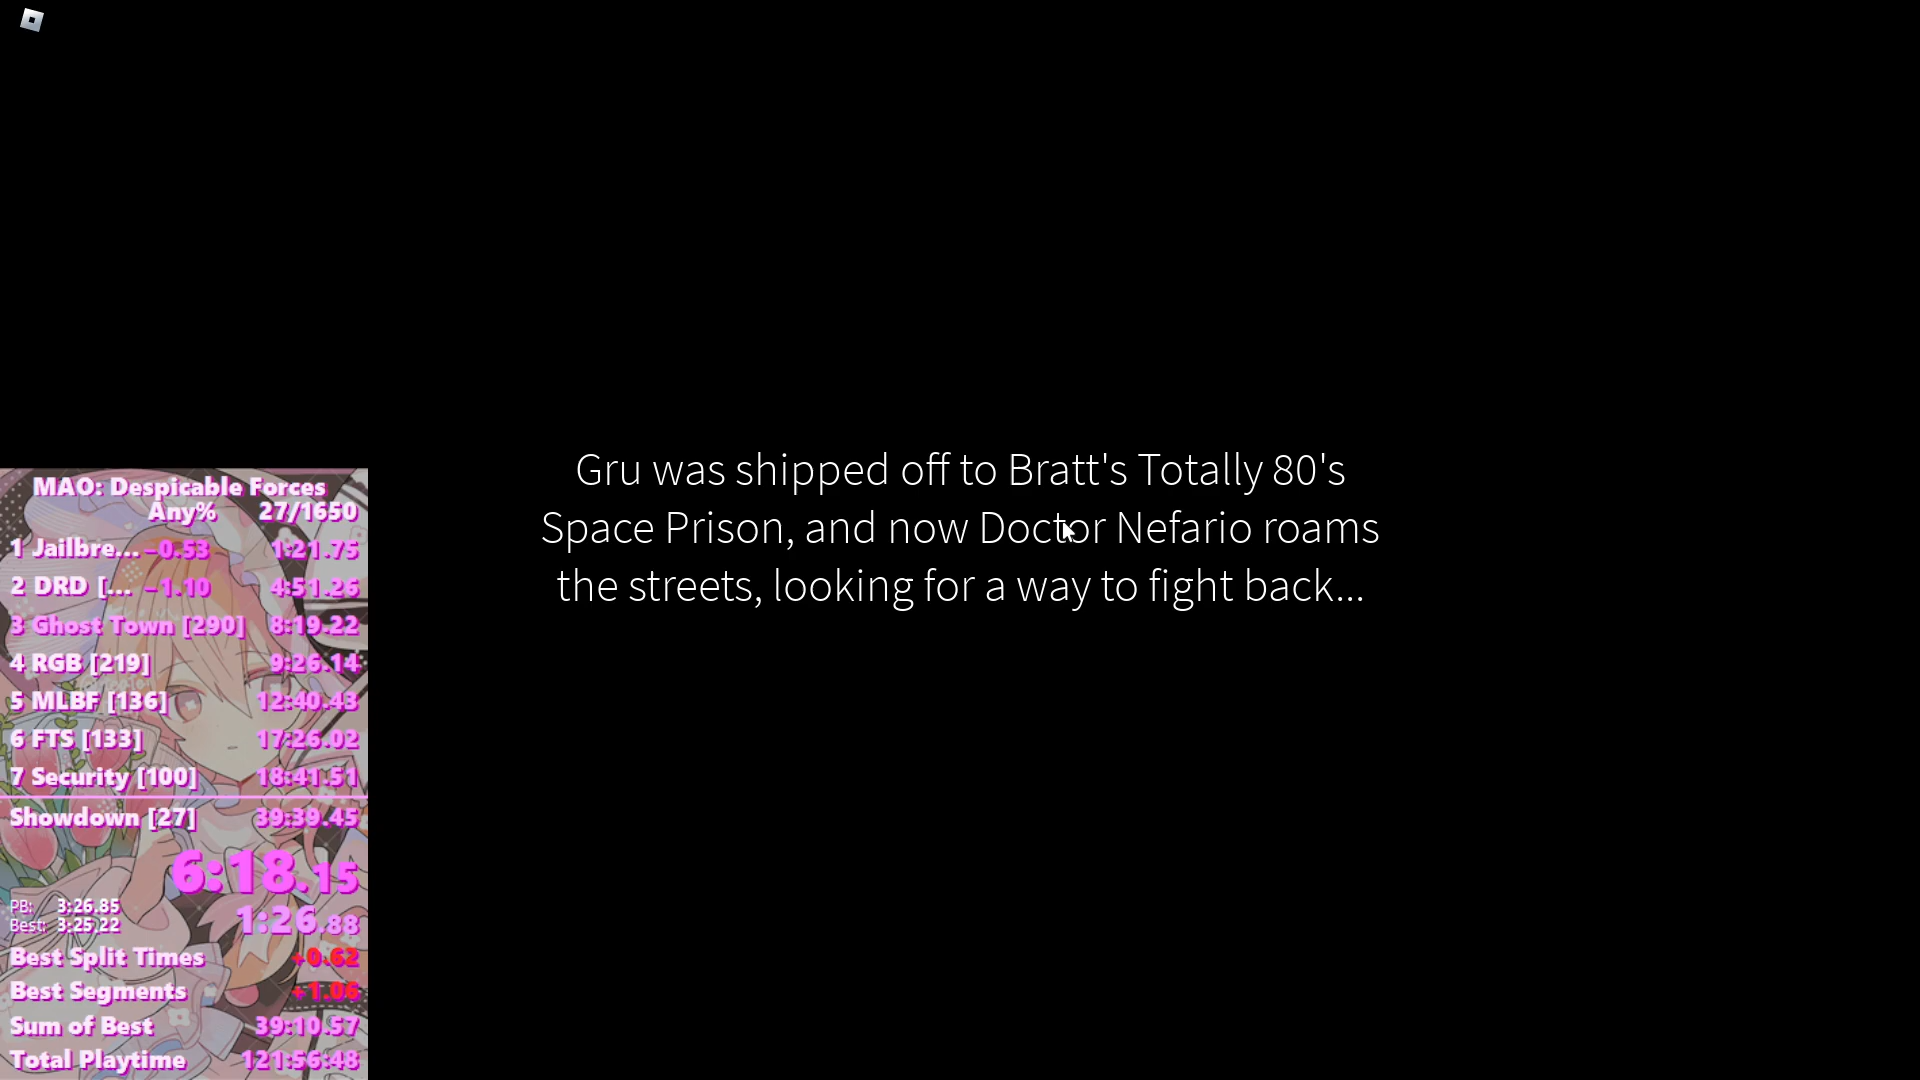 Gru was shipped off to Bratt's Totally 80's
Space Prison, and now Doctor Nefario roams
the streets, looking for a way to fight back...
MAO: Despicable Forces
Any% 27/1650
1 Jailbre... −0.53 1:21.75
2 DRD [... −1.10 4:51.26
3 Ghost Town [290] 8:19.22
4 RGB [219] 9:26.14
5 MLBF [136] 12:40.43
6 FTS [133] 17:26.02
7 Security [100] 18:41.51
Showdown [27] 39:39.45
6:18.15
PB: 3:26.85
Best: 3:25.22
1:26.88
Best Split Times +0.62
Best Segments +1.06
Sum of Best 39:10.57
Total Playtime 121:56:48